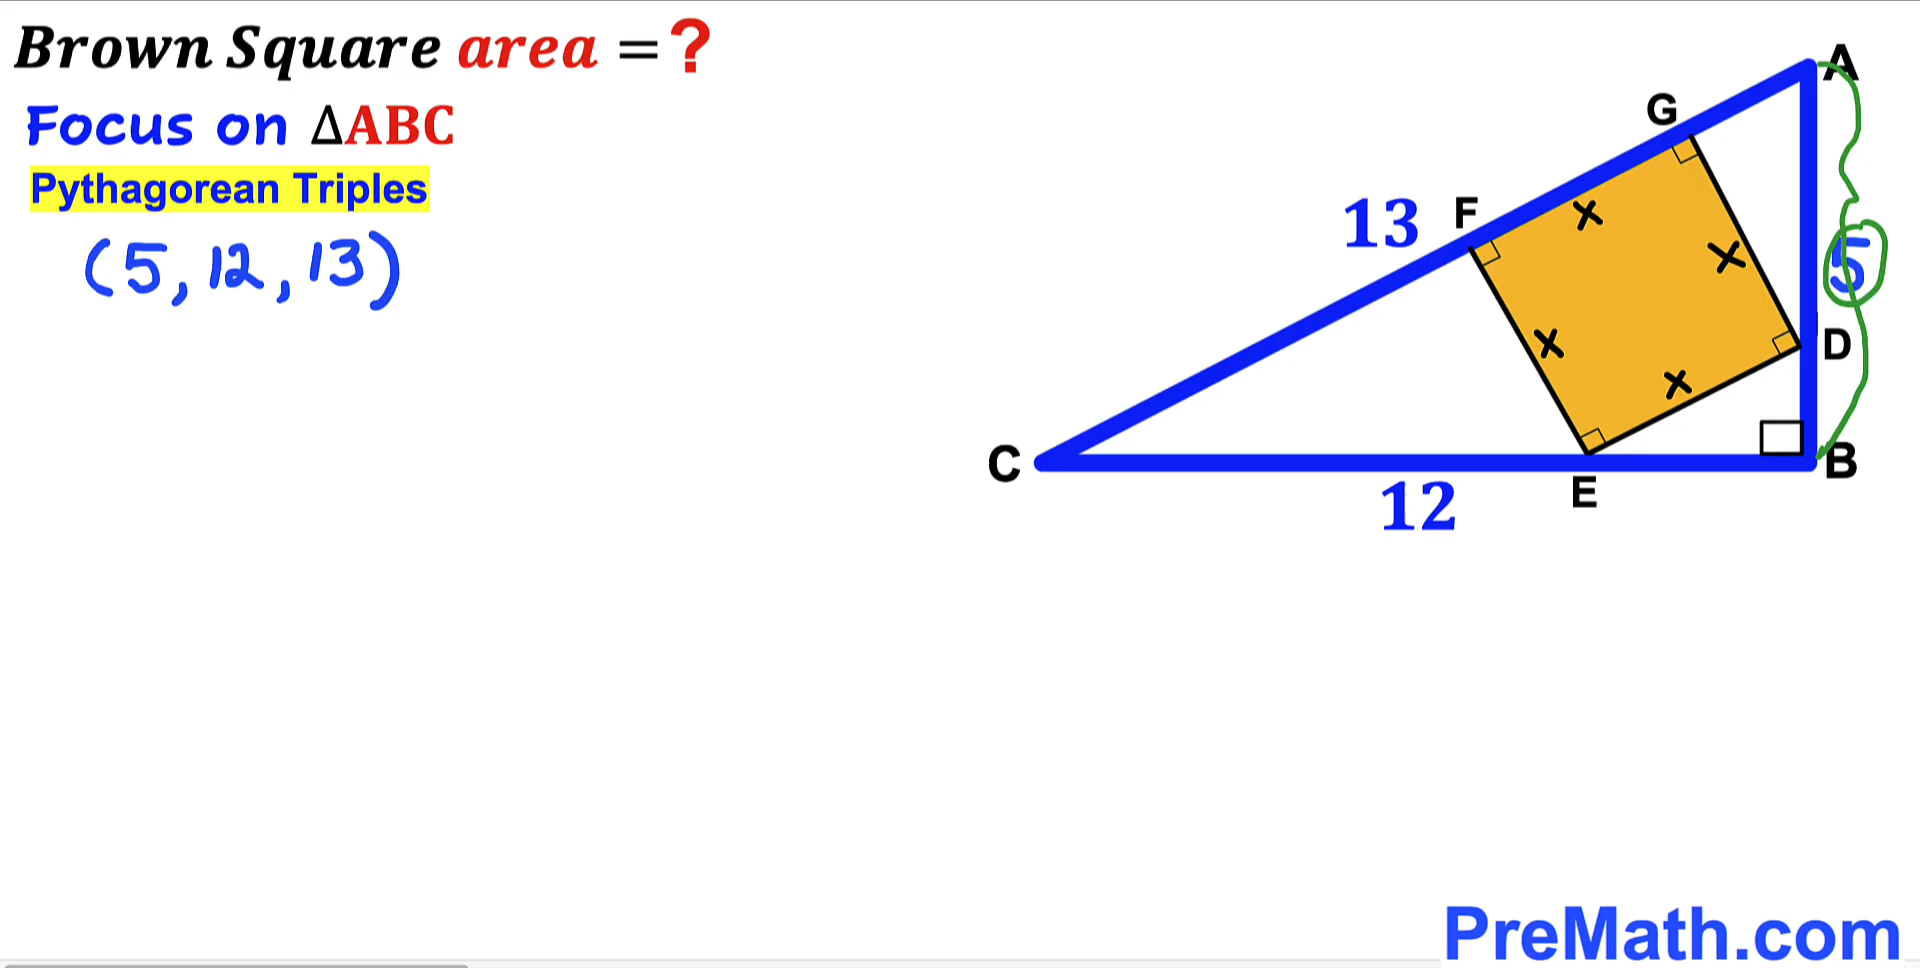 Brown Square area = ?
Focus on ΔABC
Pythagorean Triples
(5, 12, 13)
A
G
13
F
x
x
5
x
D
x
C
B
12
E
PreMath.com